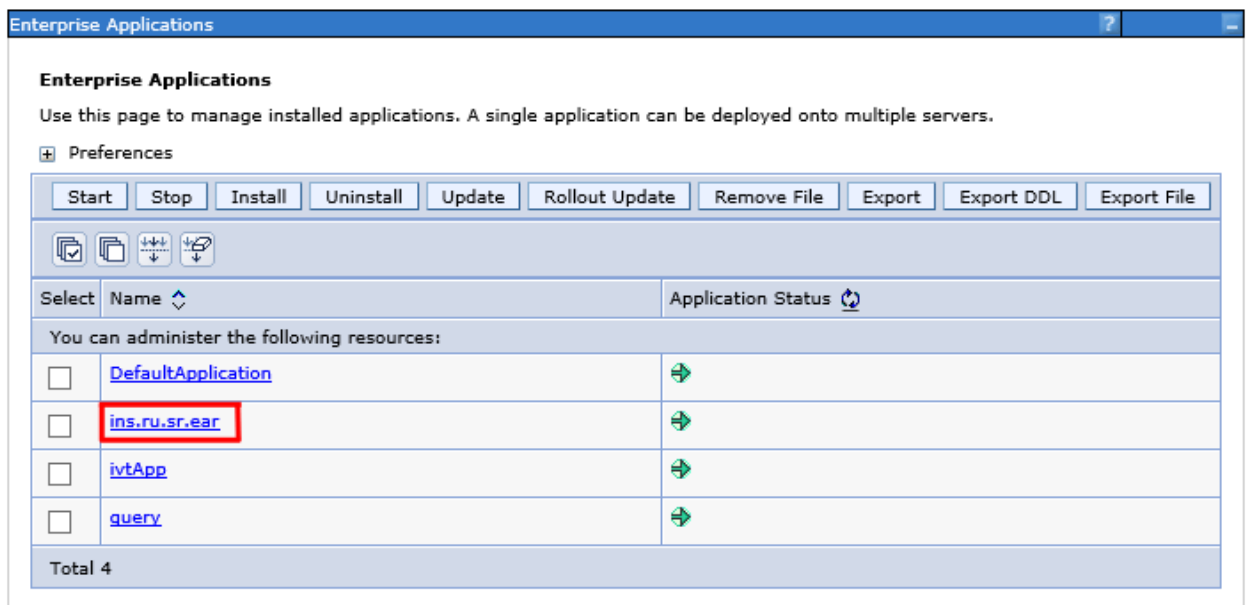 Enterprise Applications ? –
Enterprise Applications
Use this page to manage installed applications. A single application can be deployed onto multiple servers.
+ Preferences
Start Stop Install Uninstall Update Rollout Update Remove File Export Export DDL Export File
Select Name Application Status
You can administer the following resources:
DefaultApplication
ins.ru.sr.ear
ivtApp
query
Total 4